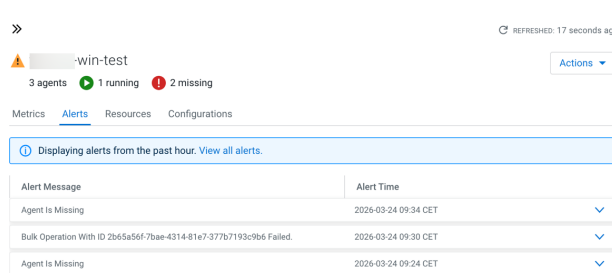 REFRESHED: 17 seconds ag
-win-test
Actions
3 agents 1 running 2 missing
Metrics Alerts Resources Configurations
Displaying alerts from the past hour. View all alerts.
Alert Message Alert Time
Agent Is Missing 2026-03-24 09:34 CET
Bulk Operation With ID 2b65a56f-7bae-4314-81e7-377b7193c9b6 Failed. 2026-03-24 09:30 CET
Agent Is Missing 2026-03-24 09:24 CET